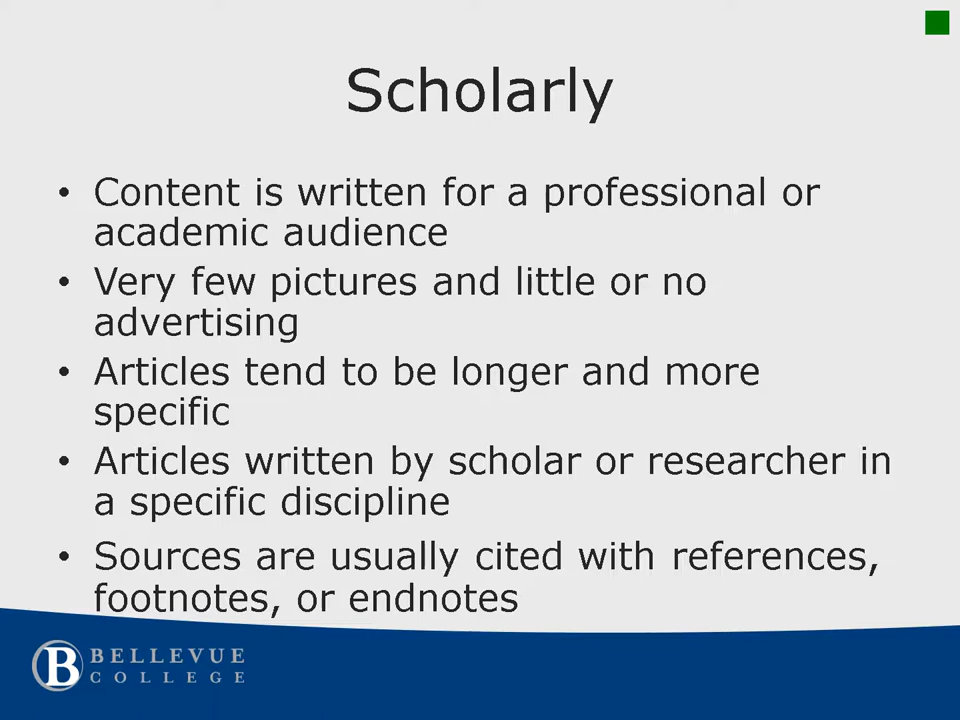 Scholarly
• Content is written for a professional or
academic audience
• Very few pictures and little or no
advertising
• Articles tend to be longer and more
specific
• Articles written by scholar or researcher in
a specific discipline
• Sources are usually cited with references,
footnotes, or endnotes
B BELLEVUE
COLLEGE